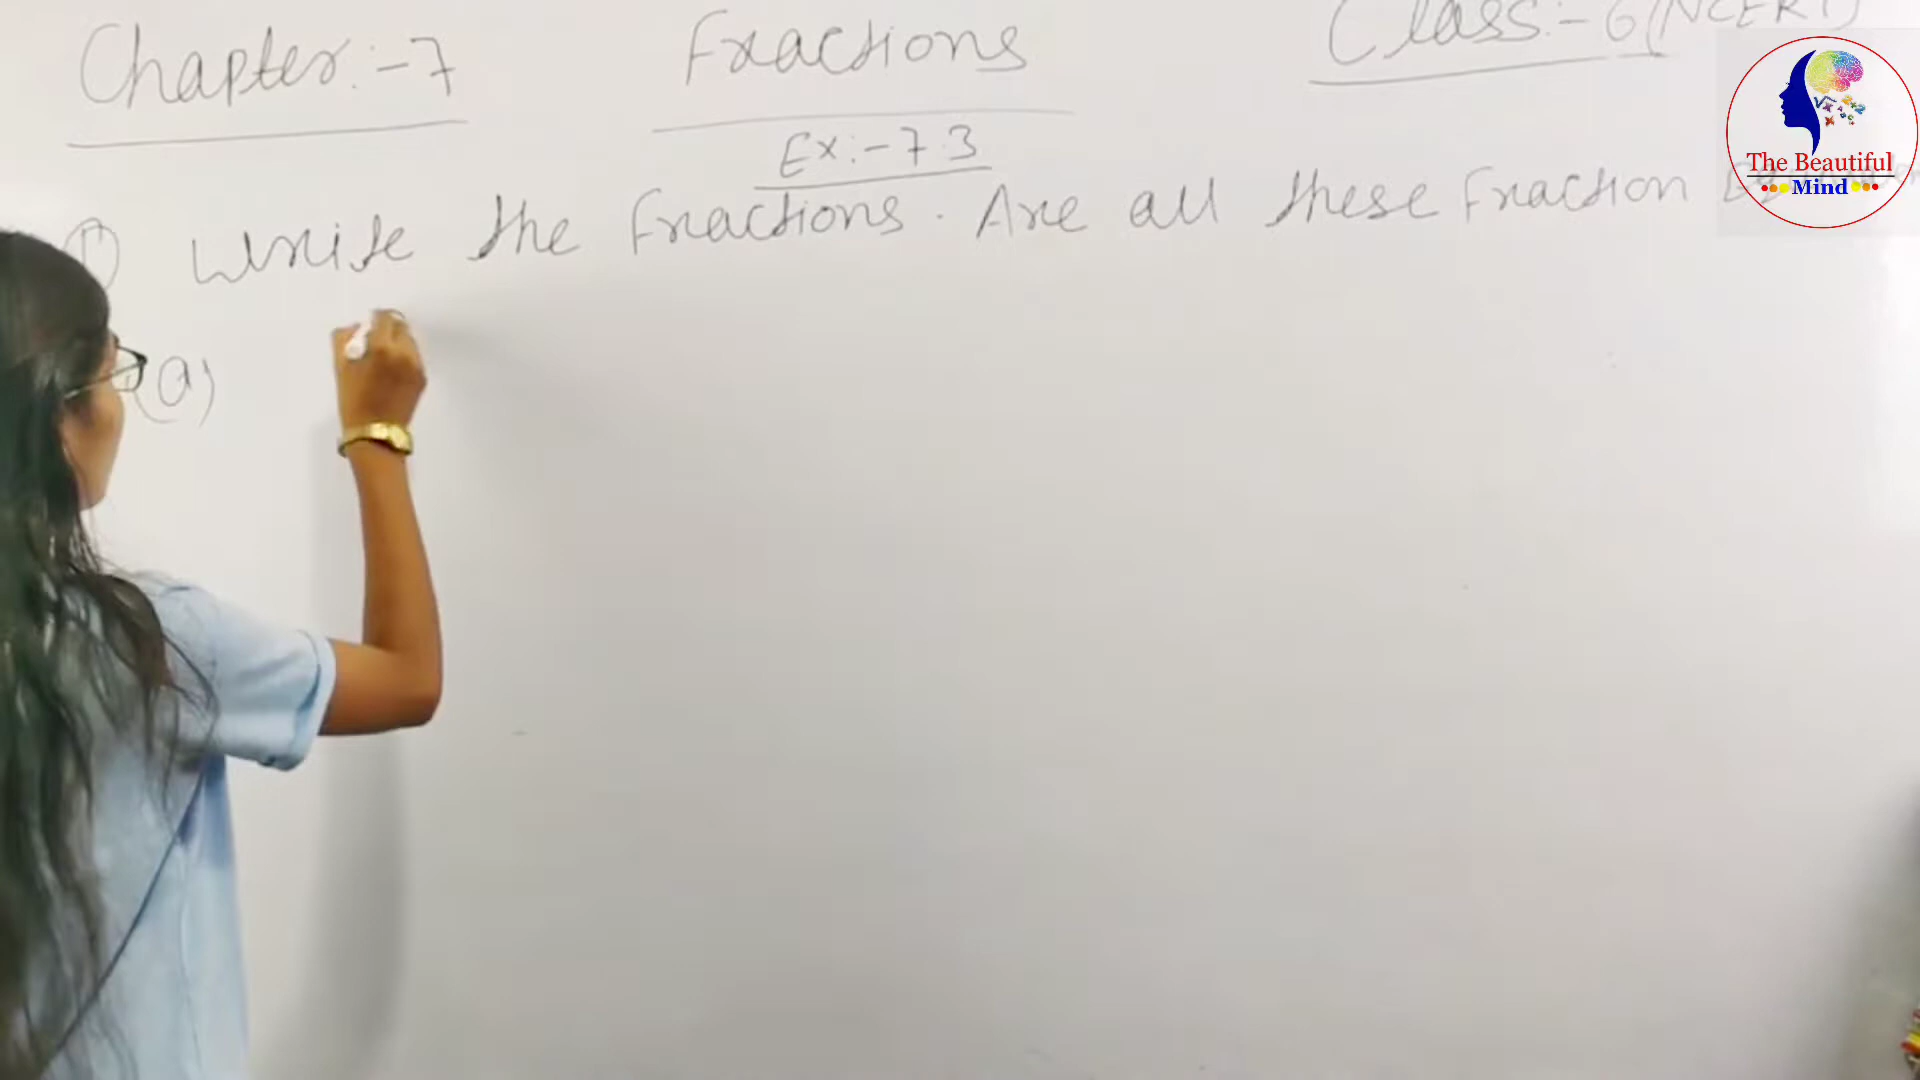 Chapter:-7 Fractions Class:-6 (NCERT)
Ex:-7.3
1) Write the fractions. Are all these fraction
(a)
The Beautiful
Mind